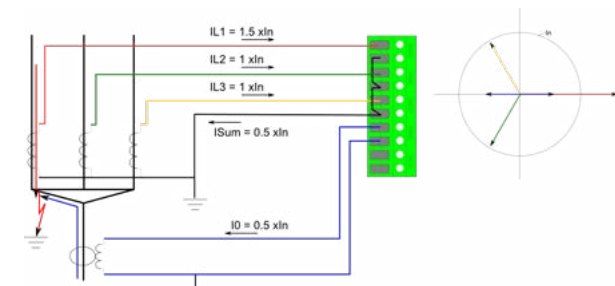 IL1 = 1.5 xIn
IL2 = 1 xIn
IL3 = 1 xIn
ISum = 0.5 xIn
I0 = 0.5 xIn
In